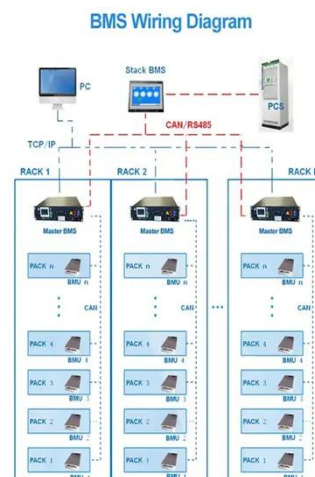 BMS Wiring Diagram
Stack BMS
PC
PCS
CAN/RS485
TCP/IP
RACK 1
RACK 2
RACK
Master BMS
Master BMS
Master BMS
PACK n
BMU n
PACK n
BMU n
PACK n
BMU n
CAN
CAN
CAN
PACK 4
BMU 4
PACK 4
BMU 4
PACK 4
BMU 4
PACK 3
BMU 3
PACK 3
BMU 3
PACK 3
BMU 3
PACK 2
BMU 2
PACK 2
BMU 2
PACK 2
BMU 2
PACK 1
PACK 1
PACK 1